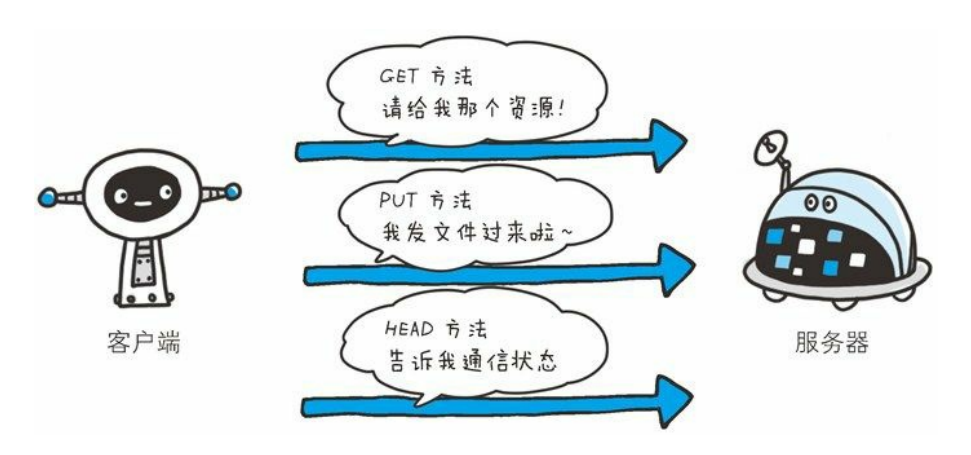 GET 方法
请给我那个资源!
PUT 方法
我发文件过来啦~
客户端
服务器
HEAD 方法
告诉我通信状态